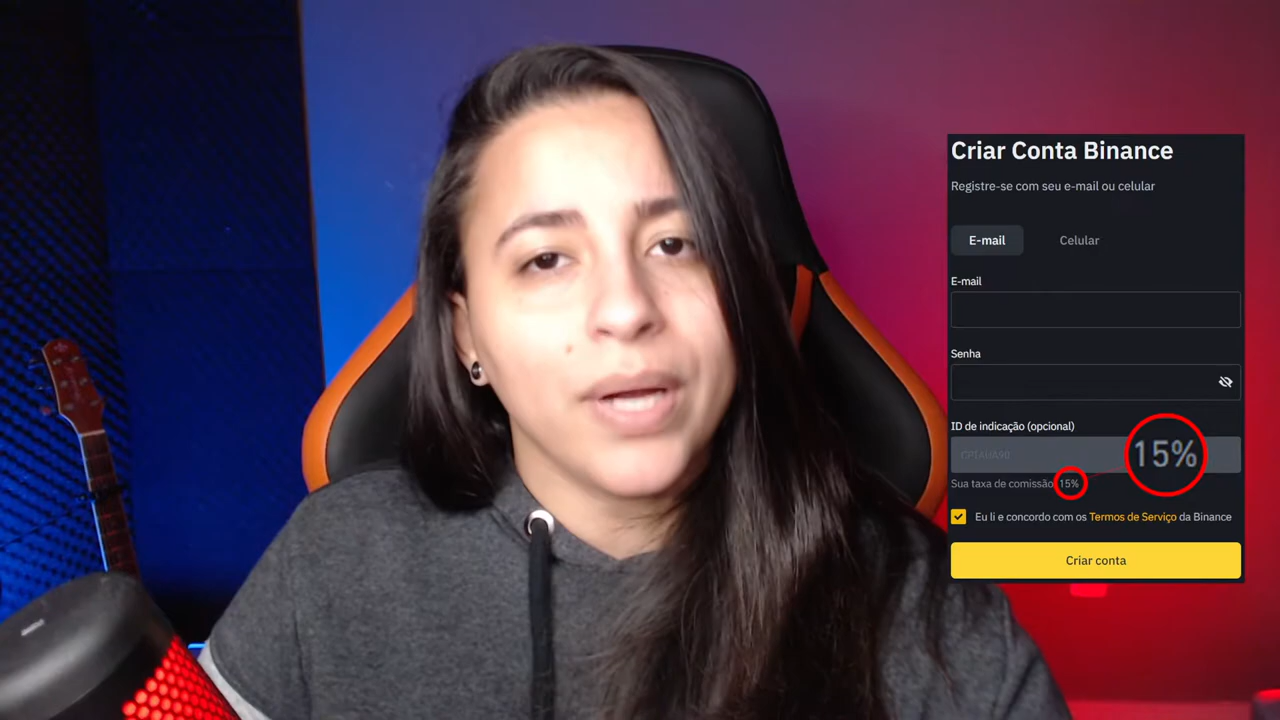 Criar Conta Binance
Registre-se com seu e-mail ou celular
E-mail
Celular
E-mail
Senha
ID de indicação (opcional)
15%
Sua taxa de comissão 15%
Eu li e concordo com os Termos de Serviço da Binance
Criar conta